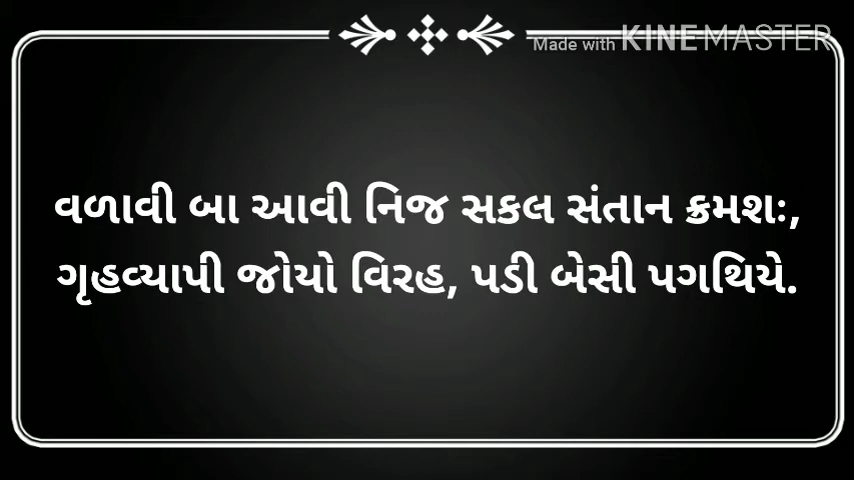 Made with KINEMASTER
વળાવી બા આવી નિજ સકલ સંતાન ક્રમશઃ,
ગૃહવ્યાપી જોયો વિરહ, પડી બેસી પગથિયે.